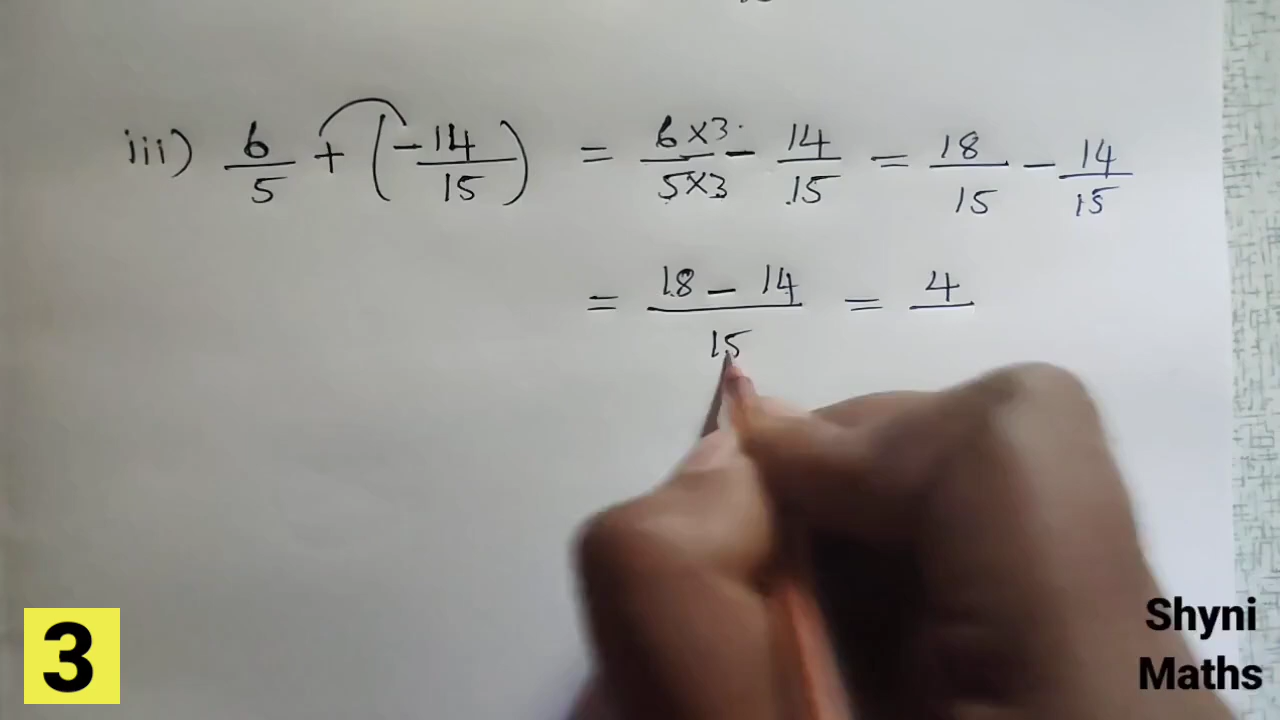 iii) 6/5 + (-14/15) = 6×3/5×3 - 14/15 = 18/15 - 14/15
= 18 - 14/15 = 4/
3
Shyni
Maths